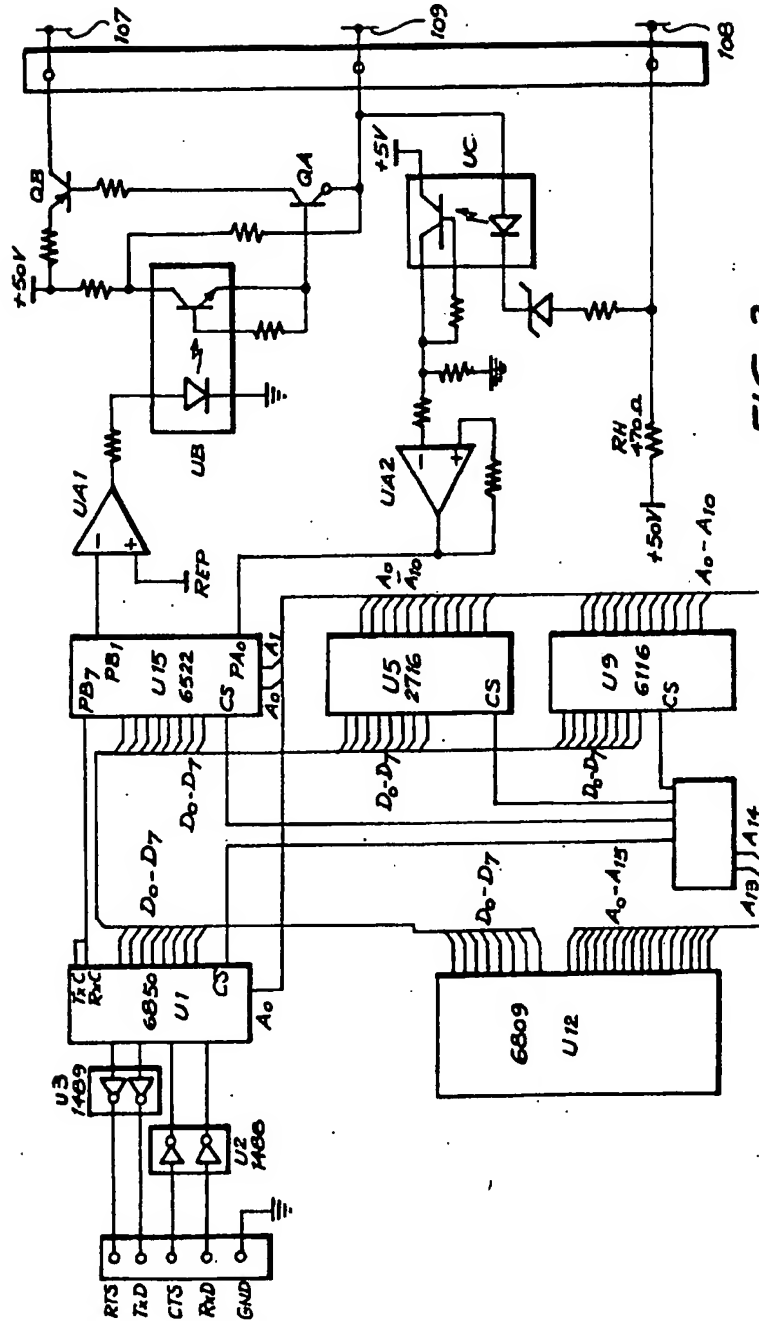 107
109
108
QB
+50V
QA
+5V
UC
UB
UA1
REP
UA2
RH
470Ω
+50V
FIG. 2
PB7
PB1
U15
6522
CS
PA0
A0
A1
A0
A10
U5
2716
CS
A0-A10
U9
6116
CS
D0-D7
D0-D7
D0-D7
D0-D7
TxC
RxC
6850
U1
CS
A0
U3
1489
U2
1488
RTS
TxD
CTS
RxD
GND
6809
U12
D0-D7
A0-A15
A13
A14